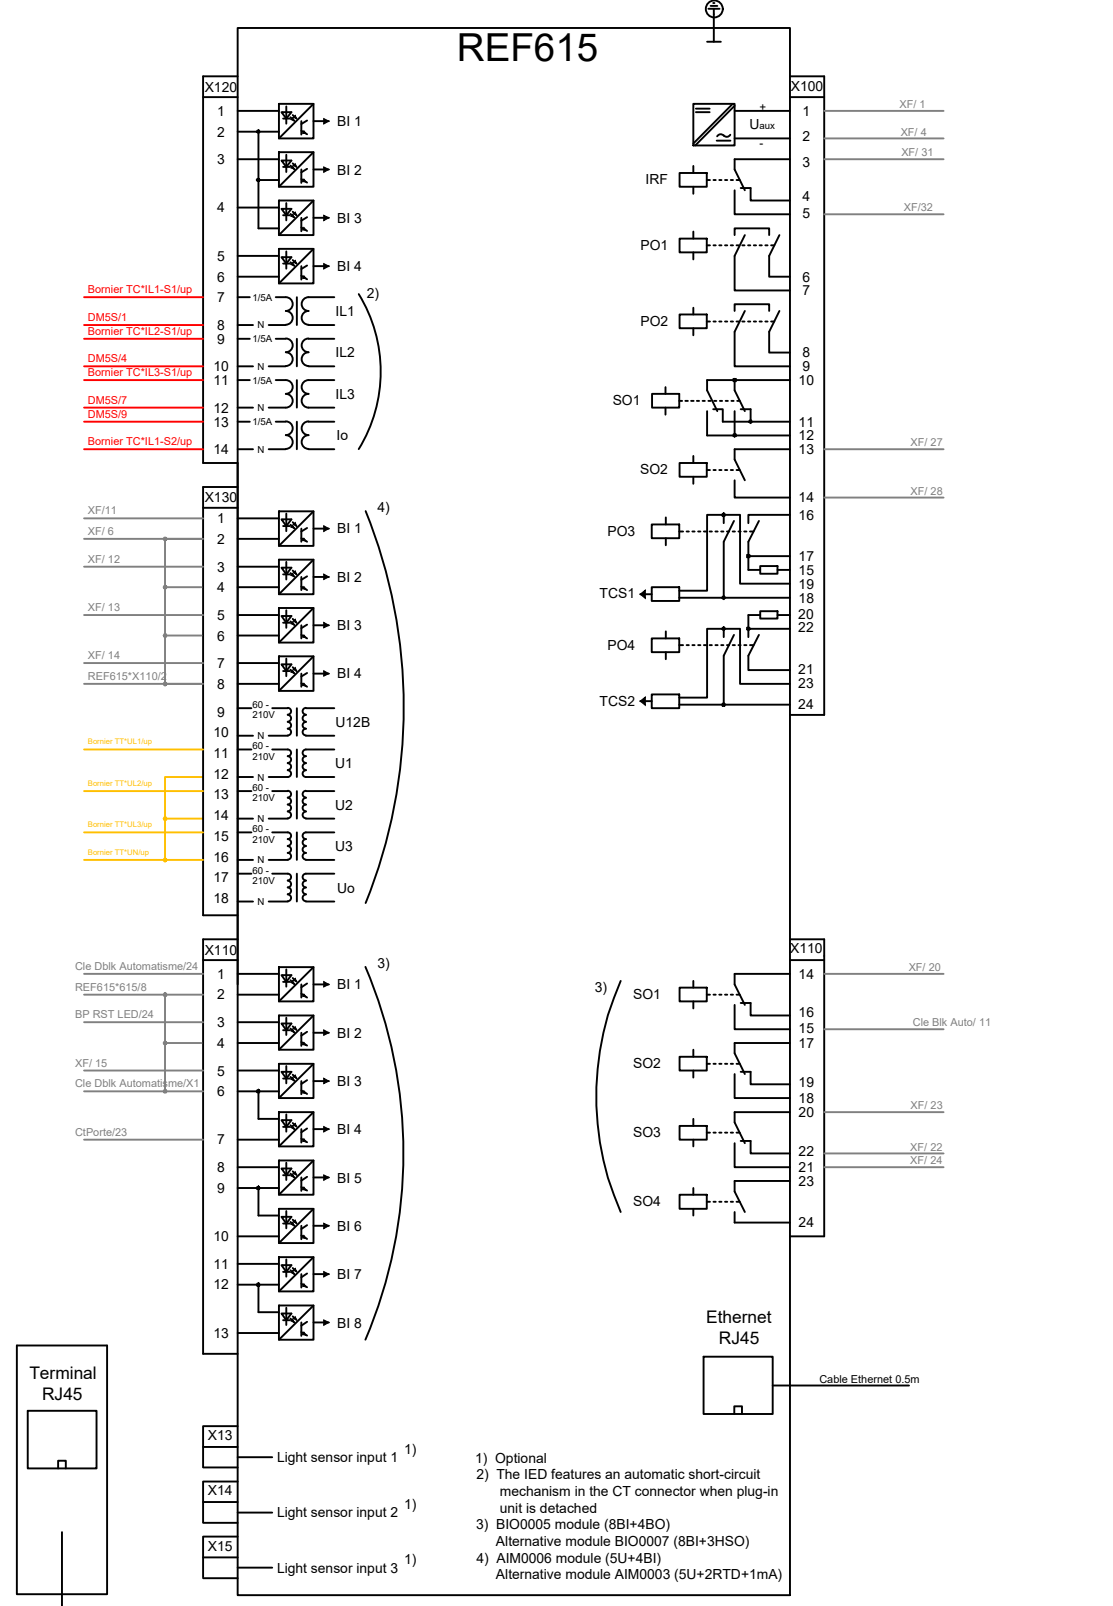 REF615
X120
1
BI 1
2
3
BI 2
4
BI 3
5
BI 4
6
Bornier TC*IL1-S1/up
7
1/5A
2)
IL1
DM5S/1
8
N
Bornier TC*IL2-S1/up
9
1/5A
IL2
DM5S/4
10
N
Bornier TC*IL3-S1/up
11
1/5A
IL3
DM5S/7
12
N
DM5S/9
13
1/5A
Io
Bornier TC*IL1-S2/up
14
N
X130
4)
XF/11
1
BI 1
XF/ 6
2
XF/ 12
3
BI 2
4
XF/ 13
5
BI 3
6
XF/ 14
7
BI 4
REF615*X110/2
8
9
60 -
210V
U12B
10
N
Bornier TT*UL1/up
11
60 -
210V
U1
12
N
Bornier TT*UL2/up
13
60 -
210V
U2
14
N
Bornier TT*UL3/up
15
60 -
210V
U3
Bornier TT*UN/up
16
N
17
60 -
210V
Uo
18
N
X110
3)
Cle Dblk Automatisme/24
1
BI 1
REF615*615/8
2
BP RST LED/24
3
BI 2
4
XF/ 15
5
BI 3
Cle Dblk Automatisme/X1
6
BI 4
CtPorte/23
7
8
BI 5
9
BI 6
10
11
BI 7
12
BI 8
13
X100
+
1
XF/ 1
Uaux
-
2
XF/ 4
XF/ 31
3
IRF
4
5
XF/32
PO1
6
7
PO2
8
9
10
SO1
11
12
13
XF/ 27
SO2
14
XF/ 28
16
PO3
17
15
19
TCS1
18
20
22
PO4
21
23
TCS2
24
X110
3)
14
XF/ 20
SO1
16
15
Cle Blk Auto/ 11
17
SO2
19
18
20
XF/ 23
SO3
22
XF/ 22
21
XF/ 24
23
SO4
24
Ethernet
RJ45
Cable Ethernet 0.5m
Terminal
RJ45
X13
Light sensor input 1 1)
X14
Light sensor input 2 1)
X15
Light sensor input 3 1)
1) Optional
2) The IED features an automatic short-circuit
mechanism in the CT connector when plug-in
unit is detached
3) BIO0005 module (8BI+4BO)
Alternative module BIO0007 (8BI+3HSO)
4) AIM0006 module (5U+4BI)
Alternative module AIM0003 (5U+2RTD+1mA)